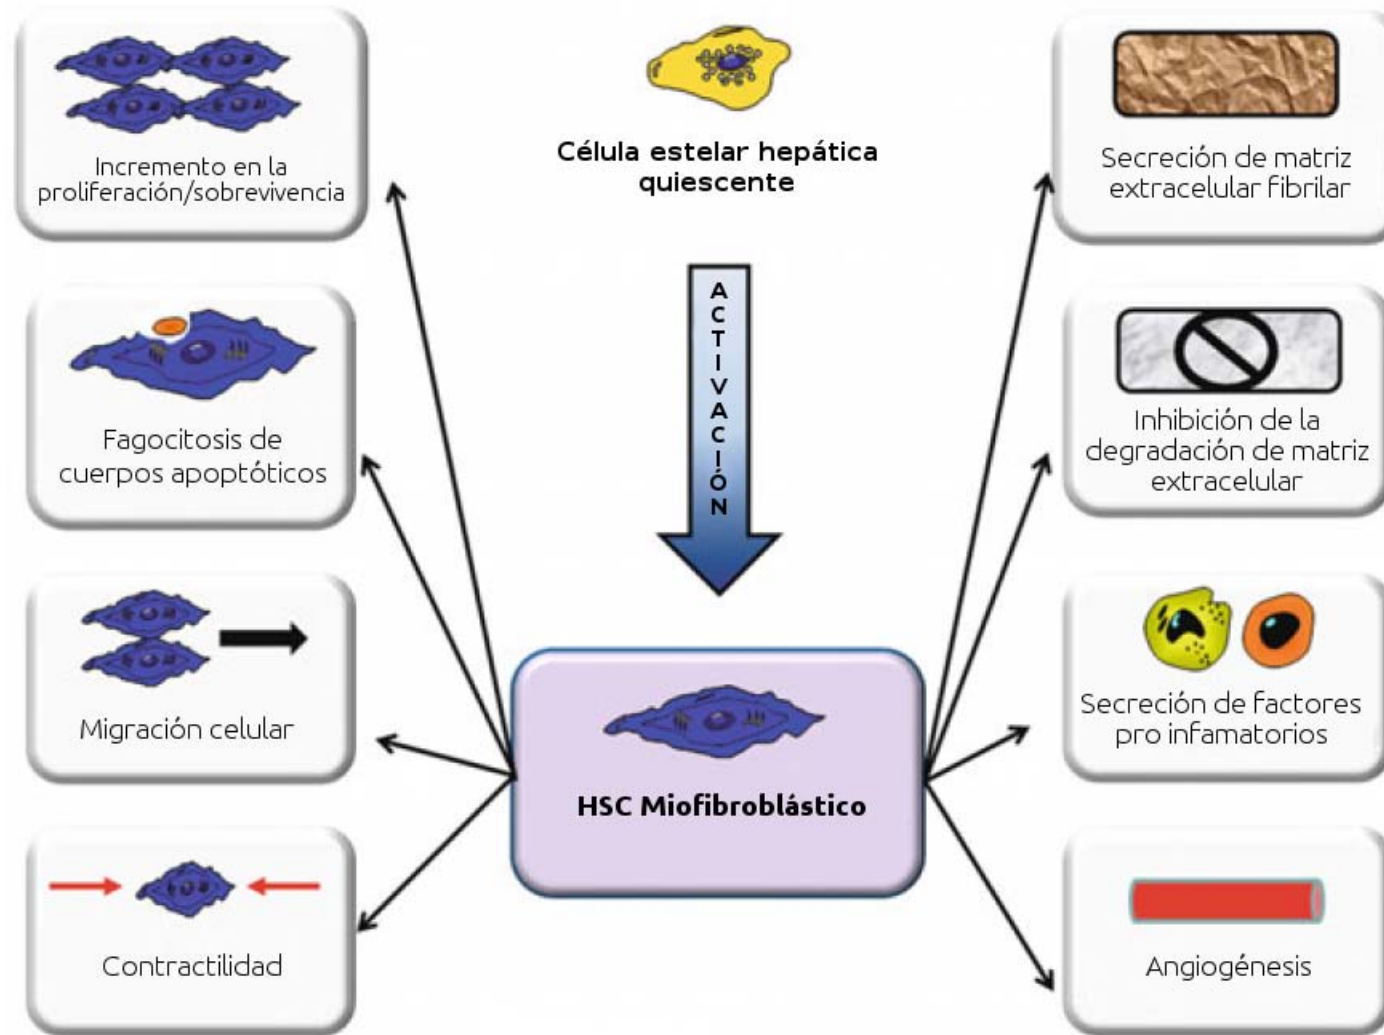 Incremento en la
proliferación/sobrevivencia
Fagocitosis de
cuerpos apoptóticos
Migración celular
Contractilidad
Célula estelar hepática
quiescente
ACTIVACIÓN
HSC Miofibroblástico
Secreción de matriz
extracelular fibrilar
Inhibición de la
degradación de matriz
extracelular
Secreción de factores
pro infamatorios
Angiogénesis